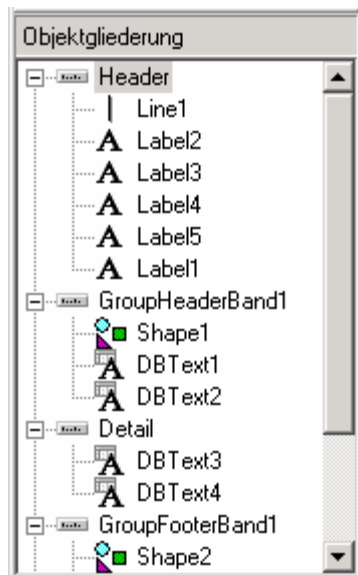 Objektgliederung
Header
Line1
Label2
Label3
Label4
Label5
Label1
GroupHeaderBand1
Shape1
DBText1
DBText2
Detail
DBText3
DBText4
GroupFooterBand1
Shape2